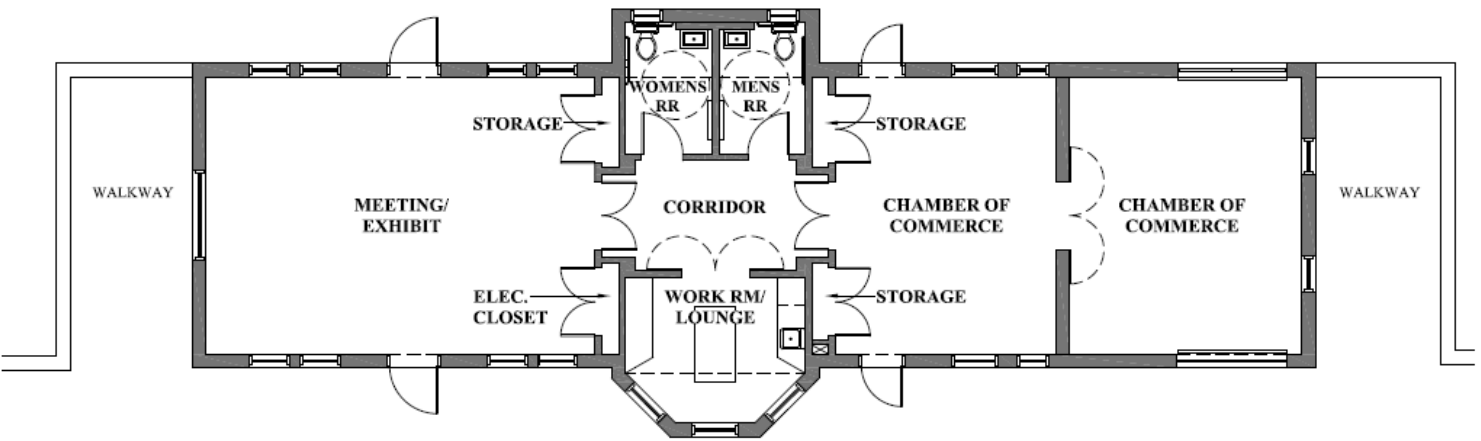 WOMENS
RR
MENS
RR
STORAGE
STORAGE
WALKWAY
MEETING/
EXHIBIT
CORRIDOR
CHAMBER OF
COMMERCE
CHAMBER OF
COMMERCE
WALKWAY
ELEC.
CLOSET
WORK RM/
LOUNGE
STORAGE